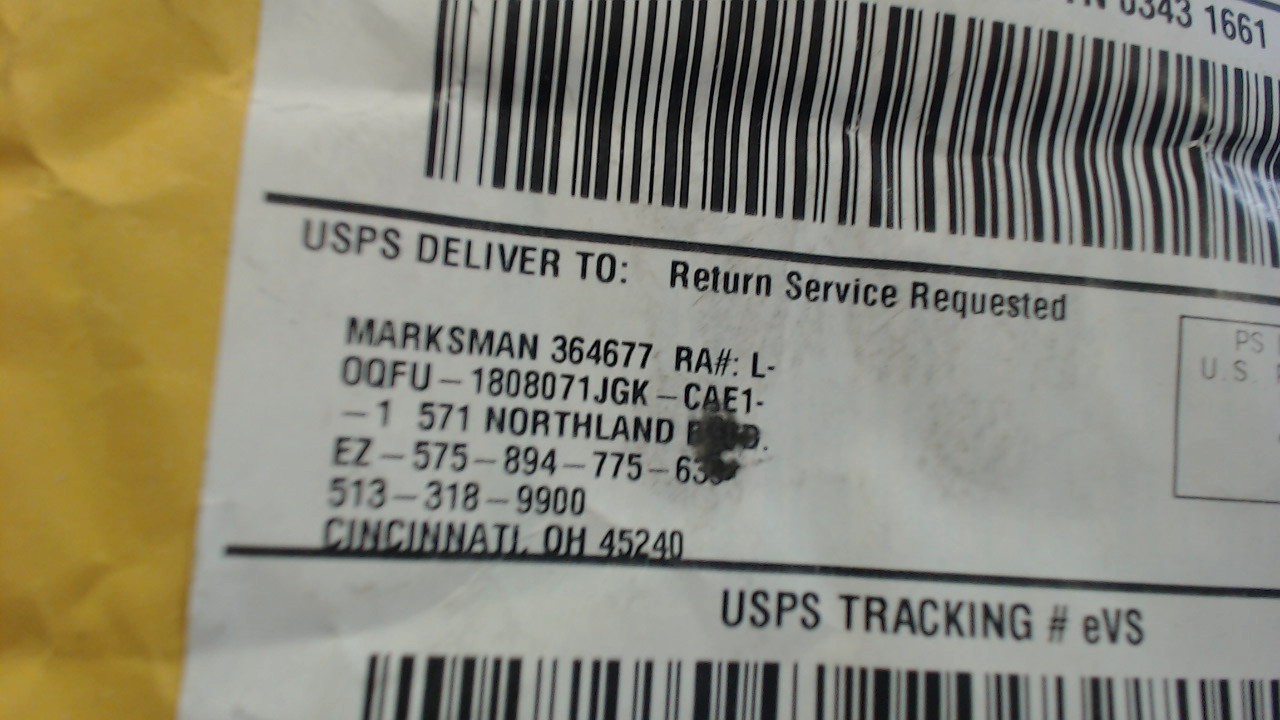 0343 1661
USPS DELIVER TO: Return Service Requested
MARKSMAN 364677 RA#: L-
OQFU - 1808071JGK - CAE1-
- 1 571 NORTHLAND
EZ - 575 - 894 - 775 -
513 - 318 - 9900
CINCINNATI, OH 45240
PS
U.S.
USPS TRACKING # eVS